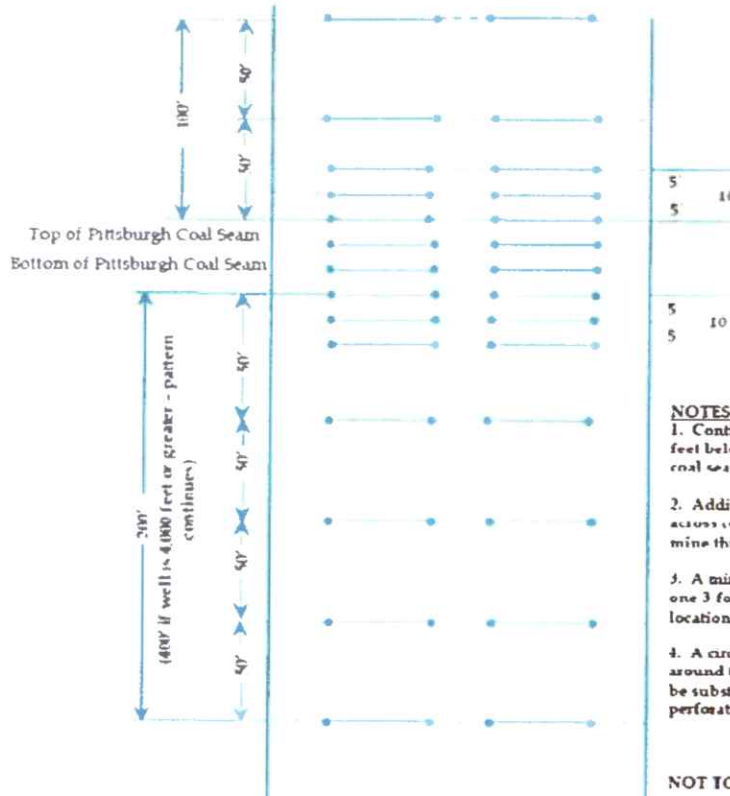 50'
100'
50'
5'
10
5'
Top of Pittsburgh Coal Seam
Bottom of Pittsburgh Coal Seam
5
10
5
50'
50'
50'
50'
200'
(400' if well is 4,000 feet or greater - pattern
continues)
NOTES
1. Cont
feet bel
coal sea
2. Addi
across
mine th
3. A mi
one 3 fo
location
4. A circ
around
be subst
perforat
NOT TO